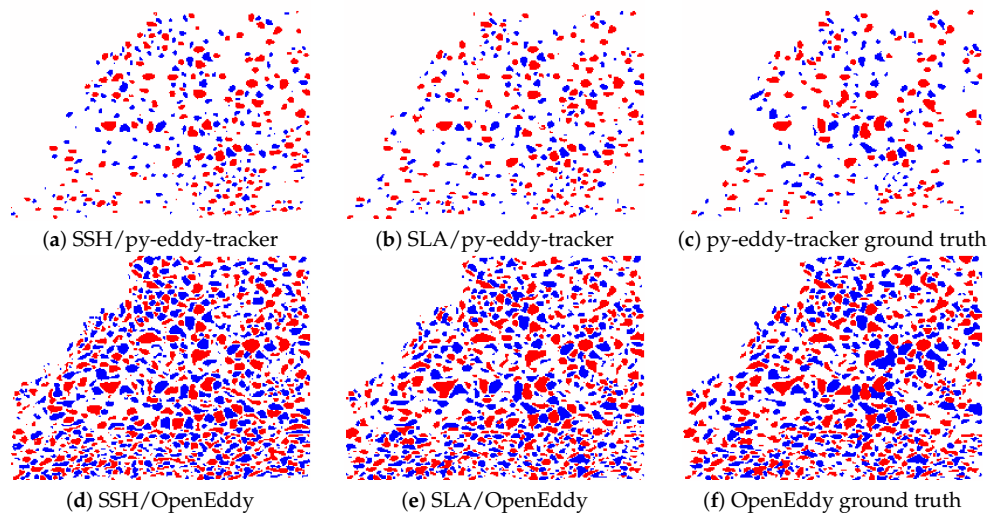 (a) SSH/py-eddy-tracker
(b) SLA/py-eddy-tracker
(c) py-eddy-tracker ground truth
(d) SSH/OpenEddy
(e) SLA/OpenEddy
(f) OpenEddy ground truth